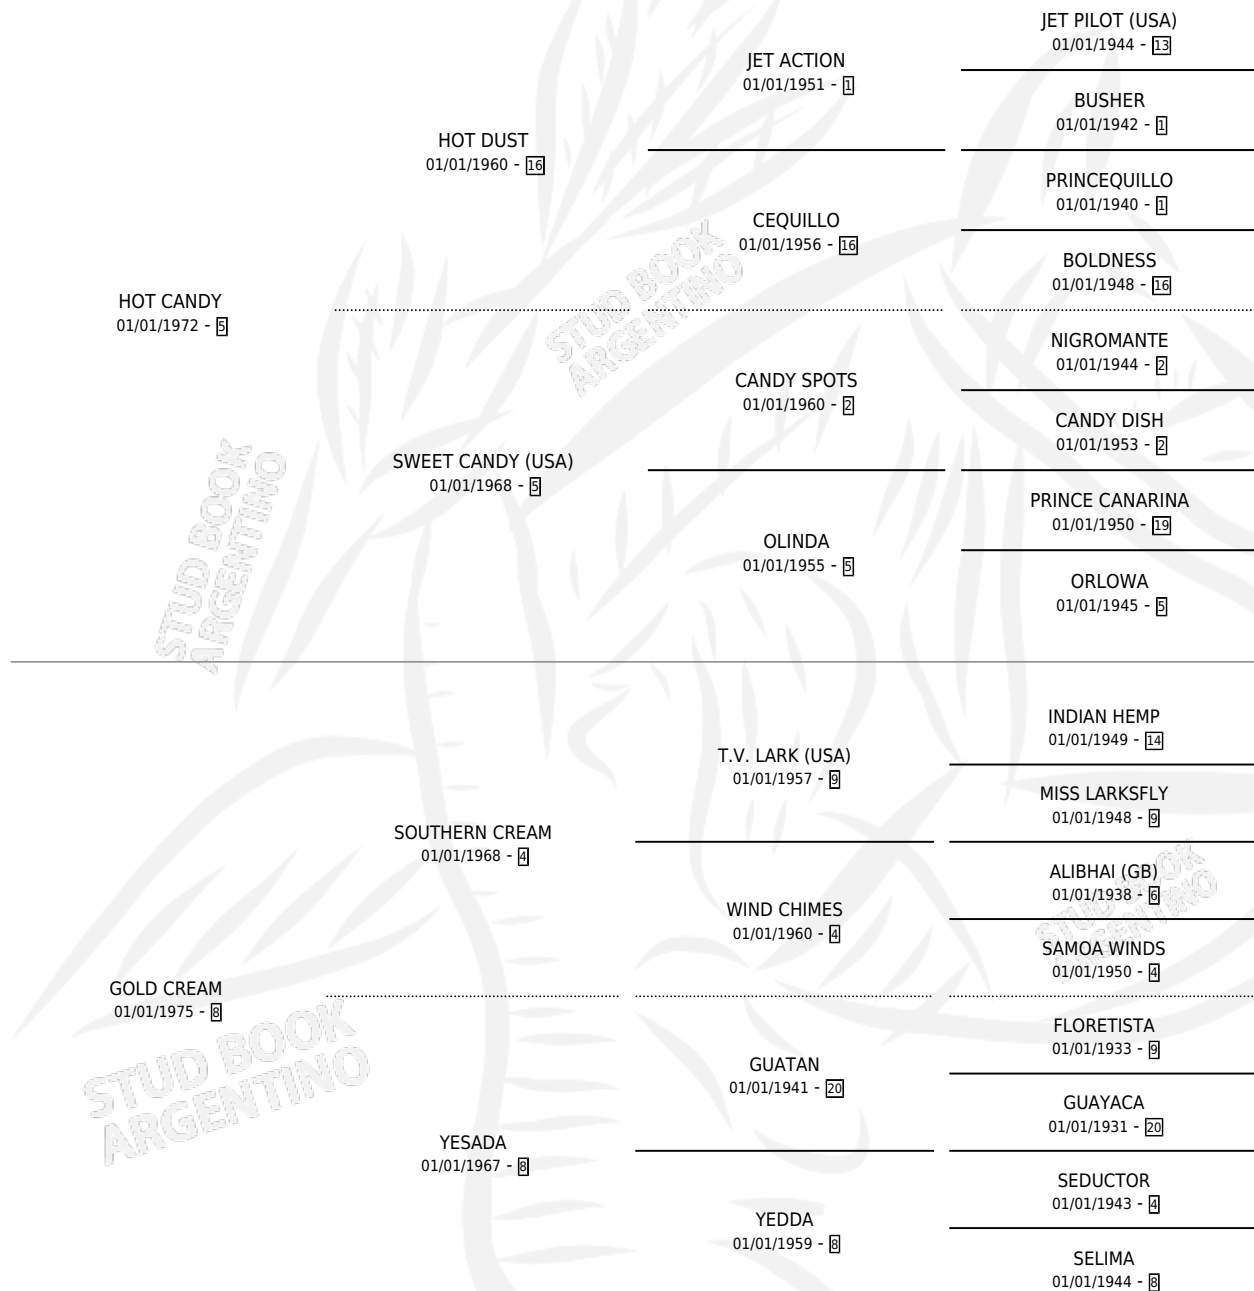 JET PILOT (USA)
01/01/1944 - 13
JET ACTION
01/01/1951 - 1
BUSHER
01/01/1942 - 1
HOT DUST
01/01/1960 - 16
PRINCEQUILLO
01/01/1940 - 1
CEQUILLO
01/01/1956 - 16
BOLDNESS
01/01/1948 - 16
HOT CANDY
01/01/1972 - 5
NIGROMANTE
01/01/1944 - 2
CANDY SPOTS
01/01/1960 - 2
CANDY DISH
01/01/1953 - 2
SWEET CANDY (USA)
01/01/1968 - 5
PRINCE CANARINA
01/01/1950 - 19
OLINDA
01/01/1955 - 5
ORLOWA
01/01/1945 - 5
INDIAN HEMP
01/01/1949 - 14
T.V. LARK (USA)
01/01/1957 - 9
MISS LARKSFLY
01/01/1948 - 9
SOUTHERN CREAM
01/01/1968 - 4
ALIBHAI (GB)
01/01/1938 - 6
WIND CHIMES
01/01/1960 - 4
SAMOA WINDS
01/01/1950 - 4
GOLD CREAM
01/01/1975 - 8
FLORETISTA
01/01/1933 - 9
GUATAN
01/01/1941 - 20
GUAYACA
01/01/1931 - 20
YESADA
01/01/1967 - 8
SEDUCTOR
01/01/1943 - 4
YEDDA
01/01/1959 - 8
SELIMA
01/01/1944 - 8
STUD BOOK
ARGENTINO
STUD BOOK
ARGENTINO
STUD BOOK
ARGENTINO
STUD BOOK
ARGENTINO